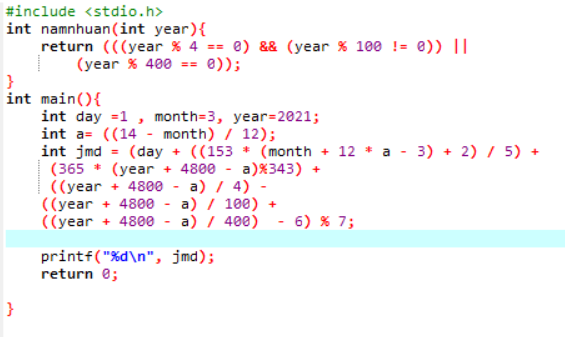 #include <stdio.h>
int namnhuan(int year){
    return (((year % 4 == 0) && (year % 100 != 0)) ||
        (year % 400 == 0));
}
int main(){
    int day =1 , month=3, year=2021;
    int a= ((14 - month) / 12);
    int jmd = (day + ((153 * (month + 12 * a - 3) + 2) / 5) +
     (365 * (year + 4800 - a)%343) +
     ((year + 4800 - a) / 4) -
    ((year + 4800 - a) / 100) +
    ((year + 4800 - a) / 400)  - 6) % 7;
    printf("%d\n", jmd);
    return 0;
}